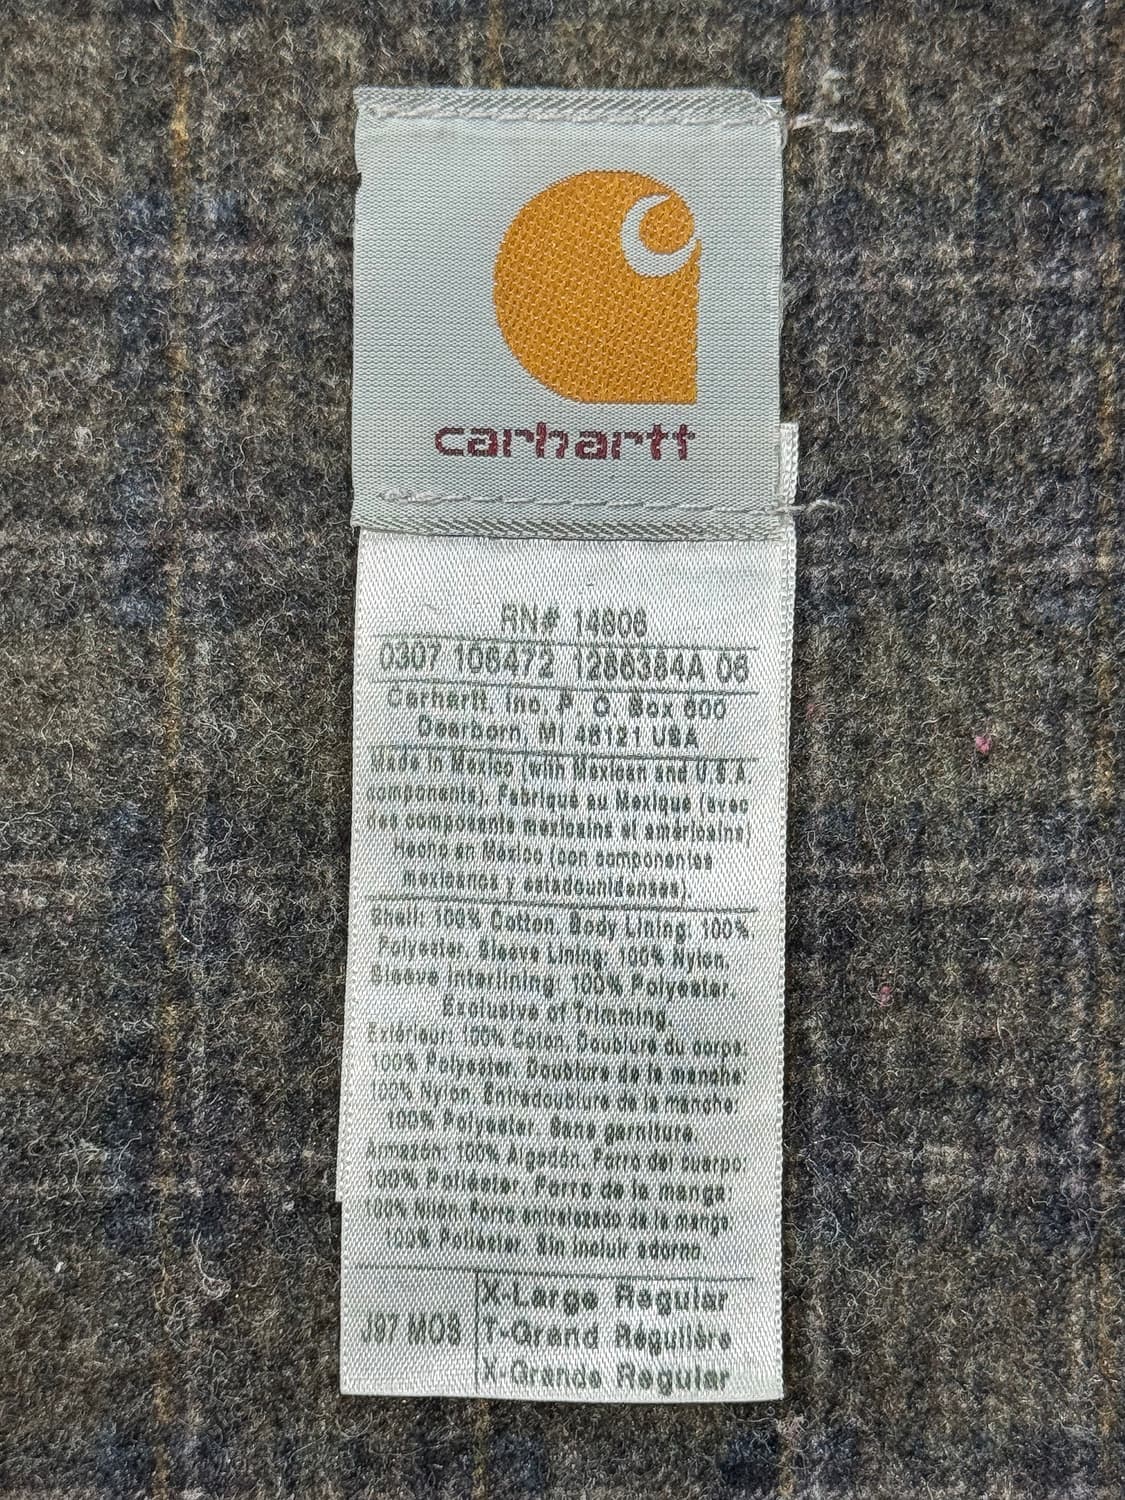 carhartt
RN# 14806
0307 106472 1286384A 06
Carhartt, Inc. P. O. Box 600
Dearborn, MI 48121 USA
Made in Mexico (with Mexican and U.S.A.
components). Fabriqué au Mexique (avec
des composants mexicains et américains)
Hecho en México (con componentes
mexicanos y estadounidenses).
Shell: 100% Cotton. Body Lining: 100%
Polyester. Sleeve Lining: 100% Nylon.
Sleeve Interlining: 100% Polyester.
Exclusive of Trimming.
Extérieur: 100% Coton. Doublure du corps:
100% Polyester. Doublure de la manche:
100% Nylon. Entredoublure de la manche:
100% Polyester. Sans garniture.
Armazón: 100% Algodón. Forro del cuerpo:
100% Poliéster. Forro de la manga:
100% Nilon. Forro entrelazado de la manga:
100% Poliester. Sin incluir adorno.
J97 MOS
X-Large Regular
T-Grand Régulière
X-Grande Regular